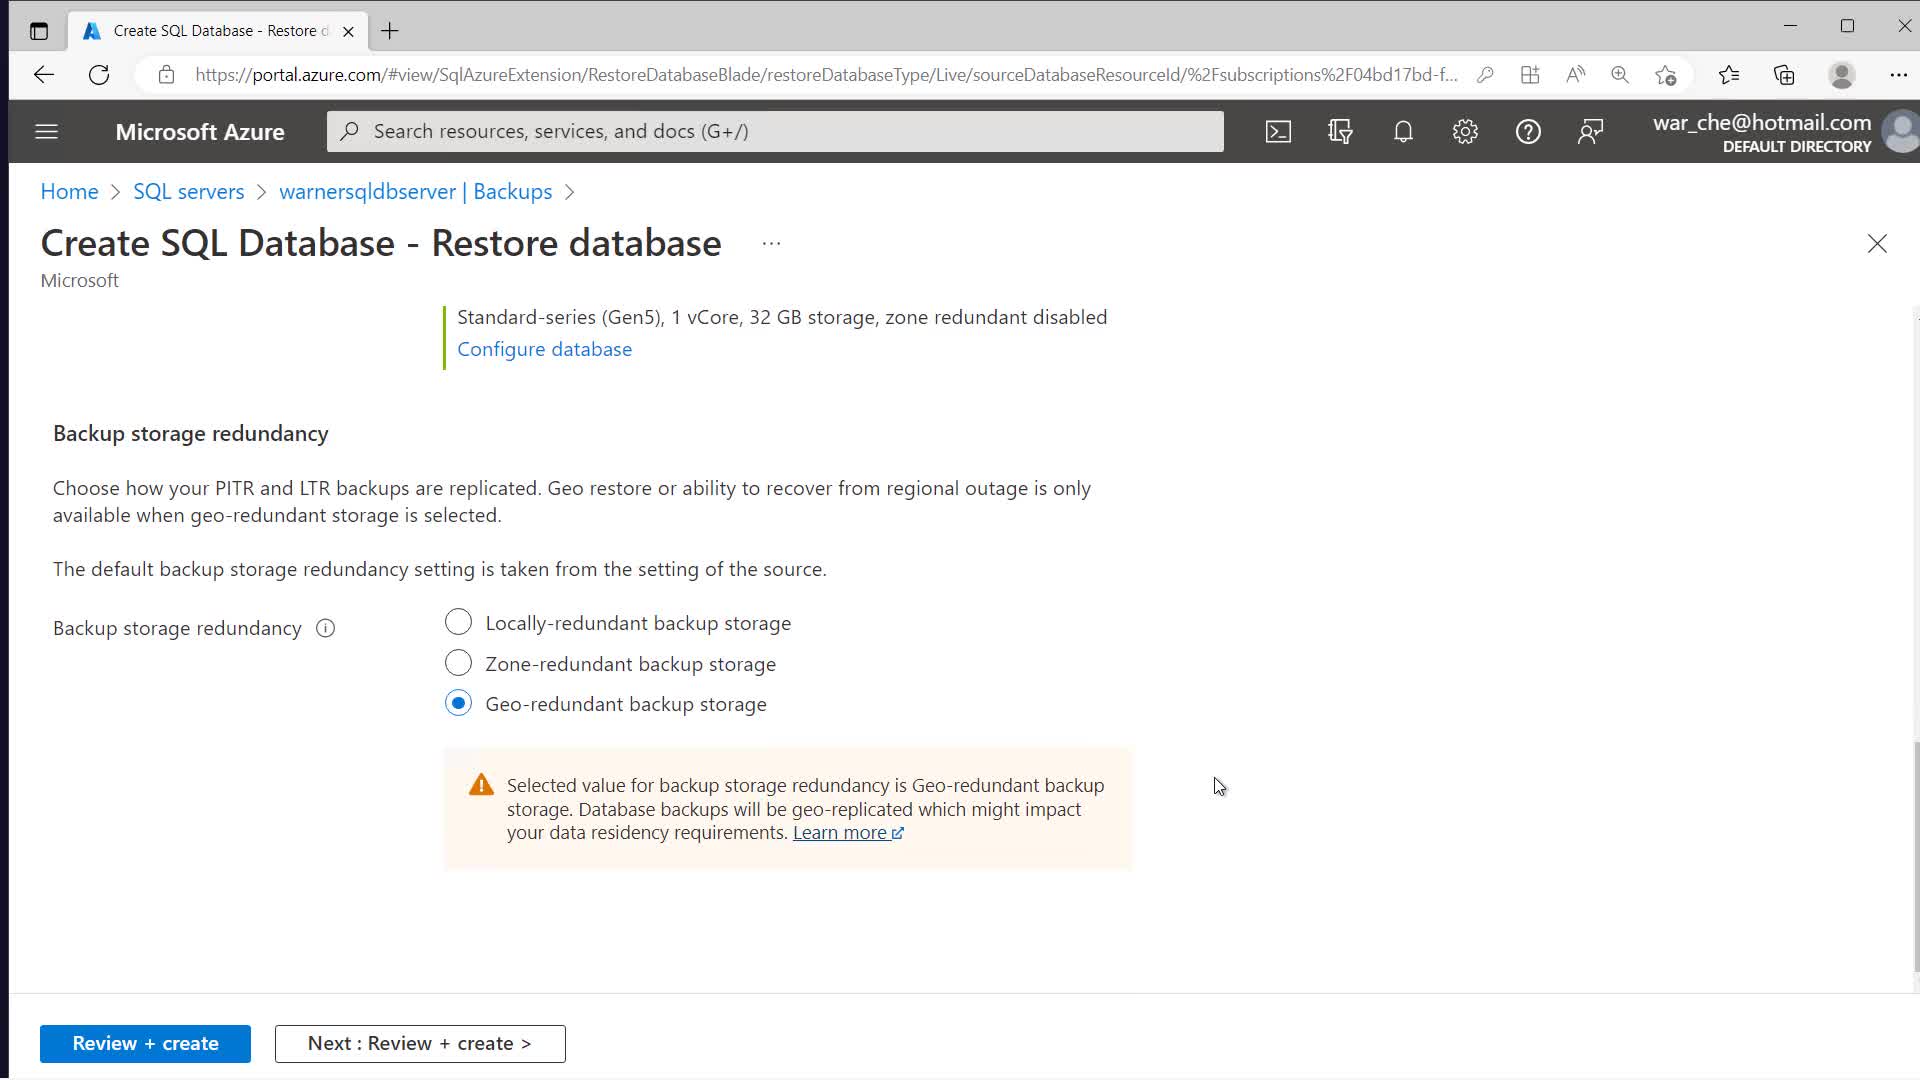 Create SQL Database - Restore d
https://portal.azure.com/#view/SqlAzureExtension/RestoreDatabaseBlade/restoreDatabaseType/Live/sourceDatabaseResourceId/%2Fsubscriptions%2F04bd17bd-f...
Microsoft Azure
Search resources, services, and docs (G+/)
war_che@hotmail.com
DEFAULT DIRECTORY
Home > SQL servers > warnersqldbserver | Backups >
Create SQL Database - Restore database ...
Microsoft
Standard-series (Gen5), 1 vCore, 32 GB storage, zone redundant disabled
Configure database
Backup storage redundancy
Choose how your PITR and LTR backups are replicated. Geo restore or ability to recover from regional outage is only
available when geo-redundant storage is selected.
The default backup storage redundancy setting is taken from the setting of the source.
Backup storage redundancy
Locally-redundant backup storage
Zone-redundant backup storage
Geo-redundant backup storage
Selected value for backup storage redundancy is Geo-redundant backup
storage. Database backups will be geo-replicated which might impact
your data residency requirements. Learn more
Review + create
Next : Review + create >